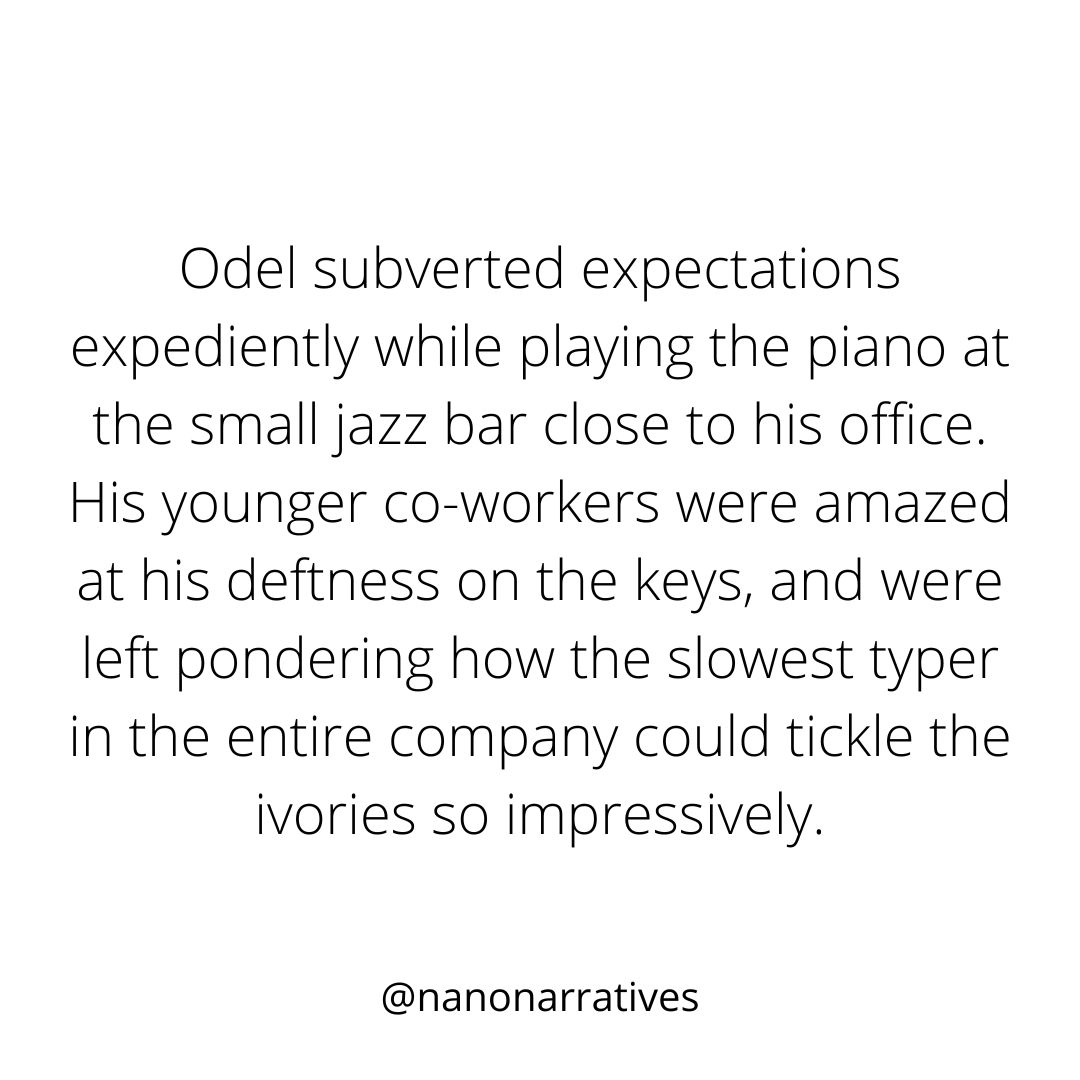 Odel subverted expectations
expediently while playing the piano at
the small jazz bar close to his office.
His younger co-workers were amazed
at his deftness on the keys, and were
left pondering how the slowest typer
in the entire company could tickle the
ivories so impressively.
@nanonarratives